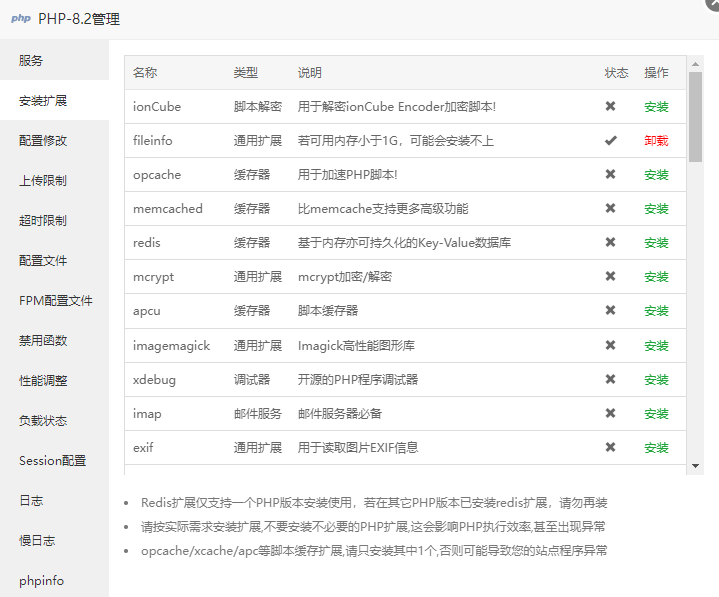 php PHP-8.2管理
服务
安装扩展
配置修改
上传限制
超时限制
配置文件
FPM配置文件
禁用函数
性能调整
负载状态
Session配置
日志
慢日志
phpinfo
名称 类型 说明 状态 操作
ionCube 脚本解密 用于解密ionCube Encoder加密脚本! 安装
fileinfo 通用扩展 若可用内存小于1G，可能会安装不上 卸载
opcache 缓存器 用于加速PHP脚本! 安装
memcached 缓存器 比memcache支持更多高级功能 安装
redis 缓存器 基于内存亦可持久化的Key-Value数据库 安装
mcrypt 通用扩展 mcrypt加密/解密 安装
apcu 缓存器 脚本缓存器 安装
imagemagick 通用扩展 Imagick高性能图形库 安装
xdebug 调试器 开源的PHP程序调试器 安装
imap 邮件服务 邮件服务器必备 安装
exif 通用扩展 用于读取图片EXIF信息 安装
Redis扩展仅支持一个PHP版本安装使用，若在其它PHP版本已安装redis扩展，请勿再装
请按实际需求安装扩展,不要安装不必要的PHP扩展,这会影响PHP执行效率,甚至出现异常
opcache/xcache/apc等脚本缓存扩展,请只安装其中1个,否则可能导致您的站点程序异常